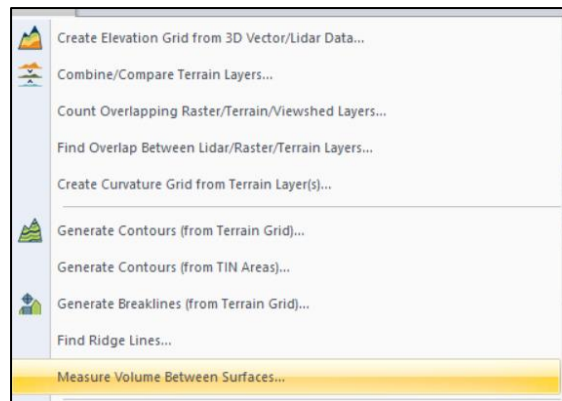 Create Elevation Grid from 3D Vector/Lidar Data...
Combine/Compare Terrain Layers...
Count Overlapping Raster/Terrain/Viewshed Layers...
Find Overlap Between Lidar/Raster/Terrain Layers...
Create Curvature Grid from Terrain Layer(s)...
Generate Contours (from Terrain Grid)...
Generate Contours (from TIN Areas)...
Generate Breaklines (from Terrain Grid)...
Find Ridge Lines...
Measure Volume Between Surfaces...